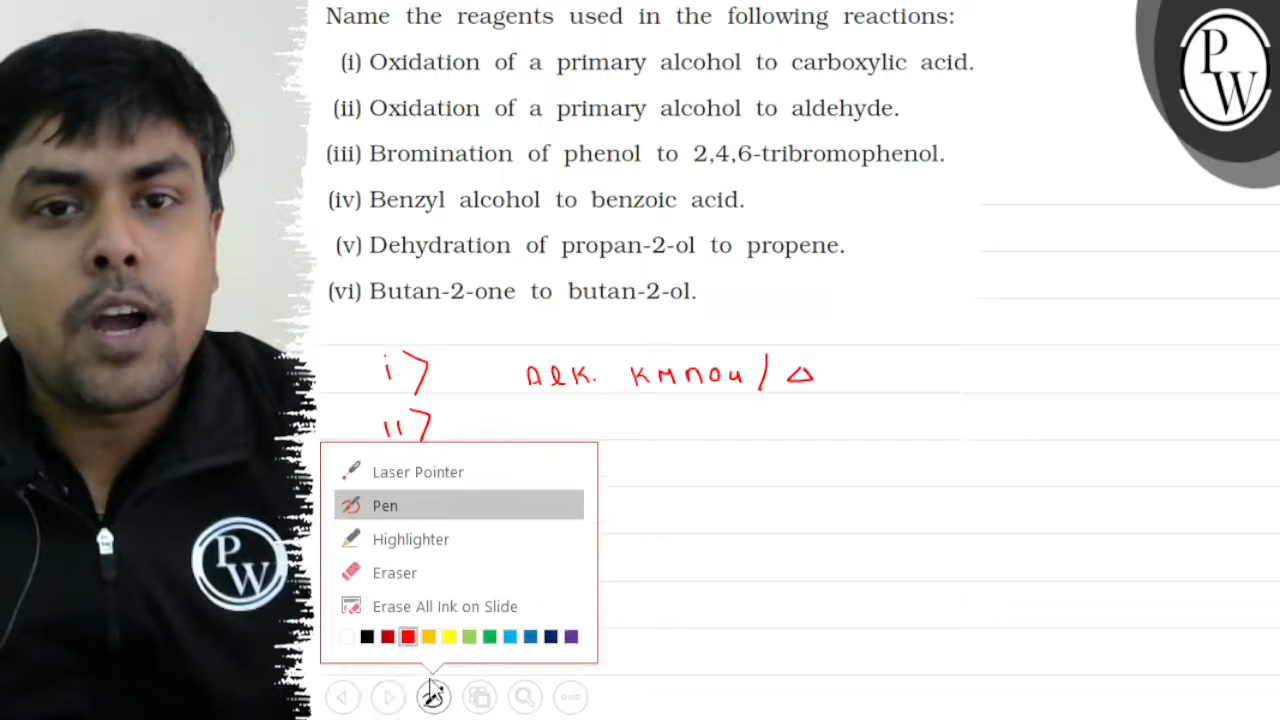 Name the reagents used in the following reactions:
(i) Oxidation of a primary alcohol to carboxylic acid.
(ii) Oxidation of a primary alcohol to aldehyde.
(iii) Bromination of phenol to 2,4,6-tribromophenol.
(iv) Benzyl alcohol to benzoic acid.
(v) Dehydration of propan-2-ol to propene.
(vi) Butan-2-one to butan-2-ol.
i> Alk. KMnO4 / Δ
ii>
Laser Pointer
Pen
Highlighter
Eraser
Erase All Ink on Slide
P
W
P
W